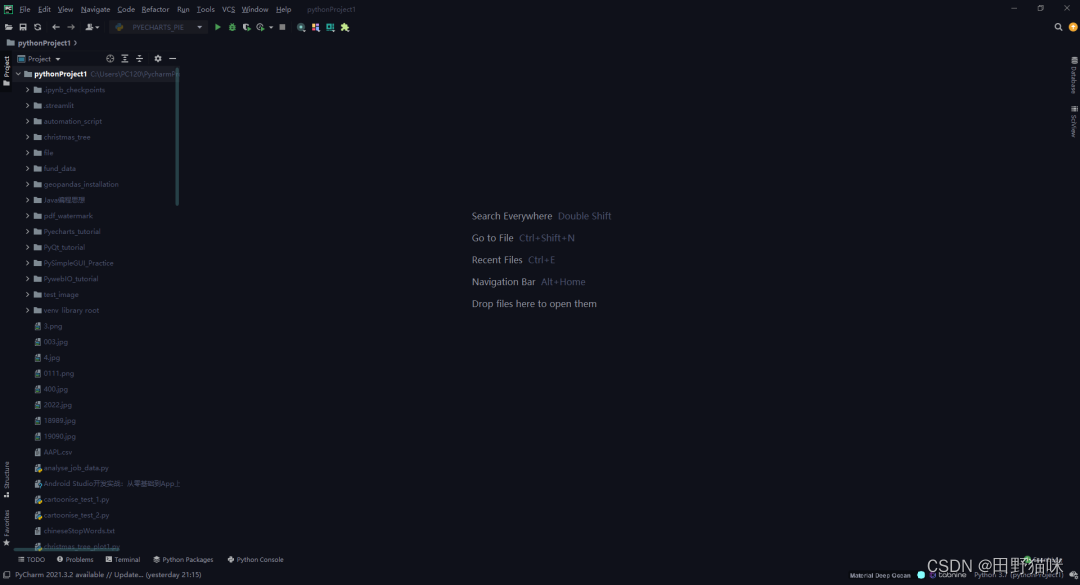 File Edit View Navigate Code Refactor Run Tools VCS Window Help pythonProject1
PYECHARTS_PIE
pythonProject1
Project
Project
pythonProject1
.ipynb_checkpoints
.streamlit
automation_script
christmas_tree
file
fund_data
geopandas_installation
Java编程思想
pdf_watermark
Pyecharts_tutorial
PyQt_tutorial
PySimpleGUI_Practice
PywebIO_tutorial
test_image
venv library root
3.png
003.jpg
4.jpg
0111.png
400.jpg
2022.jpg
18989.jpg
19090.jpg
AAPL.csv
analyse_job_data.py
Android Studio开发实战：从零基础到App上
cartoonise_test_1.py
cartoonise_test_2.py
chineseStopWords.txt
christmas_tree_plot1.py
Structure
Favorites
Search Everywhere Double Shift
Go to File Ctrl+Shift+N
Recent Files Ctrl+E
Navigation Bar Alt+Home
Drop files here to open them
Database
SciView
TODO Problems Terminal Python Packages Python Console
PyCharm 2021.3.2 available // Update... (yesterday 21:15)
Material Deep Ocean tabnine Python 3.7 (pythonProject1)
CSDN @田野猫咪